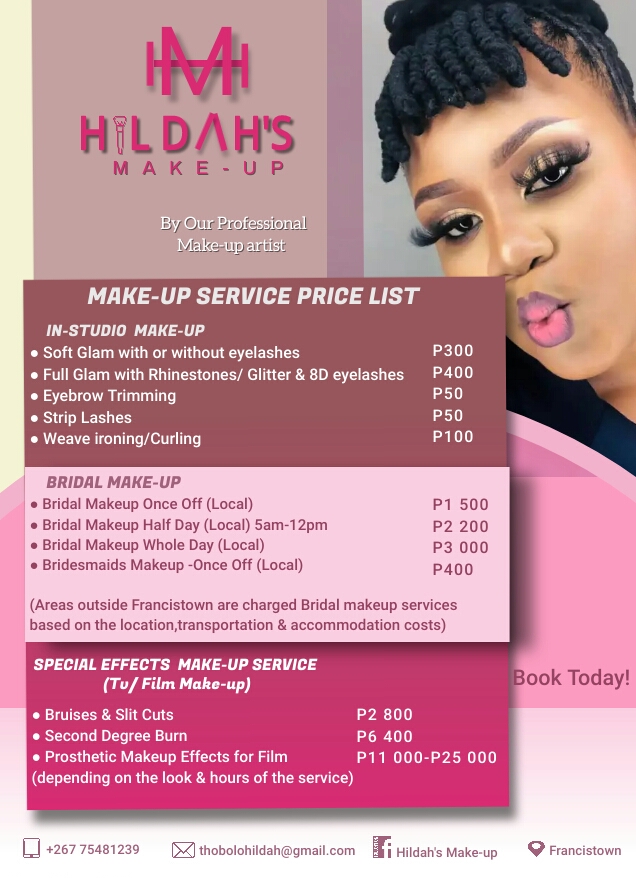 HM
HILDAH'S
MAKE-UP
By Our Professional
Make-up artist
MAKE-UP SERVICE PRICE LIST
IN-STUDIO MAKE-UP
● Soft Glam with or without eyelashes P300
● Full Glam with Rhinestones/ Glitter & 8D eyelashes P400
● Eyebrow Trimming P50
● Strip Lashes P50
● Weave ironing/Curling P100
BRIDAL MAKE-UP
● Bridal Makeup Once Off (Local) P1 500
● Bridal Makeup Half Day (Local) 5am-12pm P2 200
● Bridal Makeup Whole Day (Local) P3 000
● Bridesmaids Makeup -Once Off (Local) P400
(Areas outside Francistown are charged Bridal makeup services
based on the location,transportation & accommodation costs)
SPECIAL EFFECTS MAKE-UP SERVICE
(Tv/ Film Make-up)
Book Today!
● Bruises & Slit Cuts P2 800
● Second Degree Burn P6 400
● Prosthetic Makeup Effects for Film P11 000-P25 000
(depending on the look & hours of the service)
+267 75481239 thobolohildah@gmail.com f Hildah's Make-up Francistown